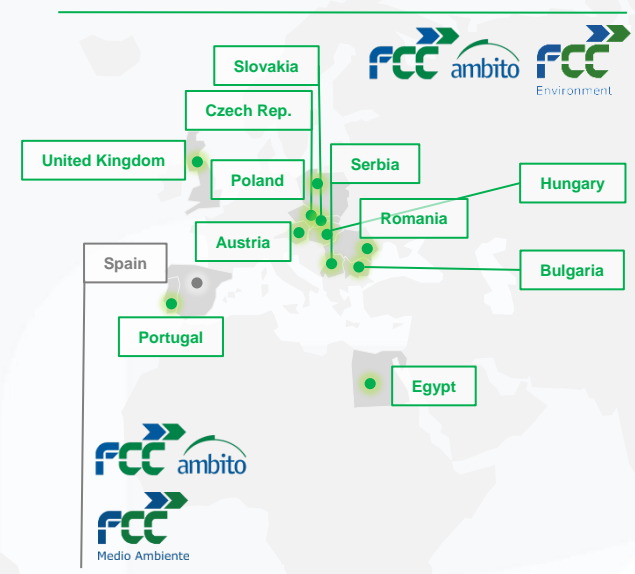 FCC ambito
FCC
Environment
Slovakia
Czech Rep.
United Kingdom
Poland
Serbia
Hungary
Romania
Austria
Spain
Bulgaria
Portugal
Egypt
FCC ambito
FCC
Medio Ambiente